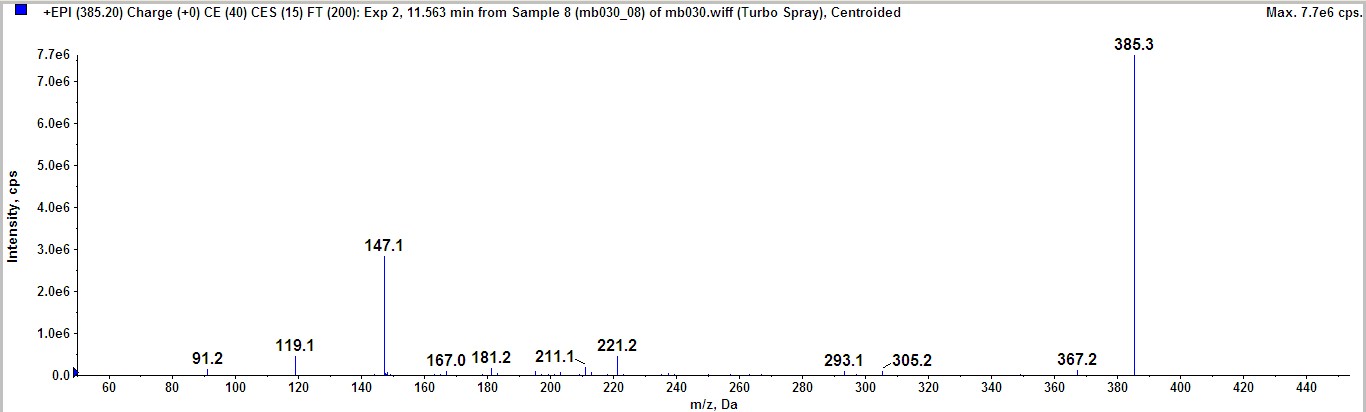 +EPI (385.20) Charge (+0) CE (40) CES (15) FT (200): Exp 2, 11.563 min from Sample 8 (mb030_08) of mb030.wiff (Turbo Spray), Centroided
Max. 7.7e6 cps.
385.3
7.7e6
7.0e6
6.0e6
5.0e6
4.0e6
3.0e6
2.0e6
1.0e6
0.0
Intensity, cps
147.1
91.2
119.1
167.0
181.2
211.1
221.2
293.1
305.2
367.2
60 80 100 120 140 160 180 200 220 240 260 280 300 320 340 360 380 400 420 440
m/z, Da